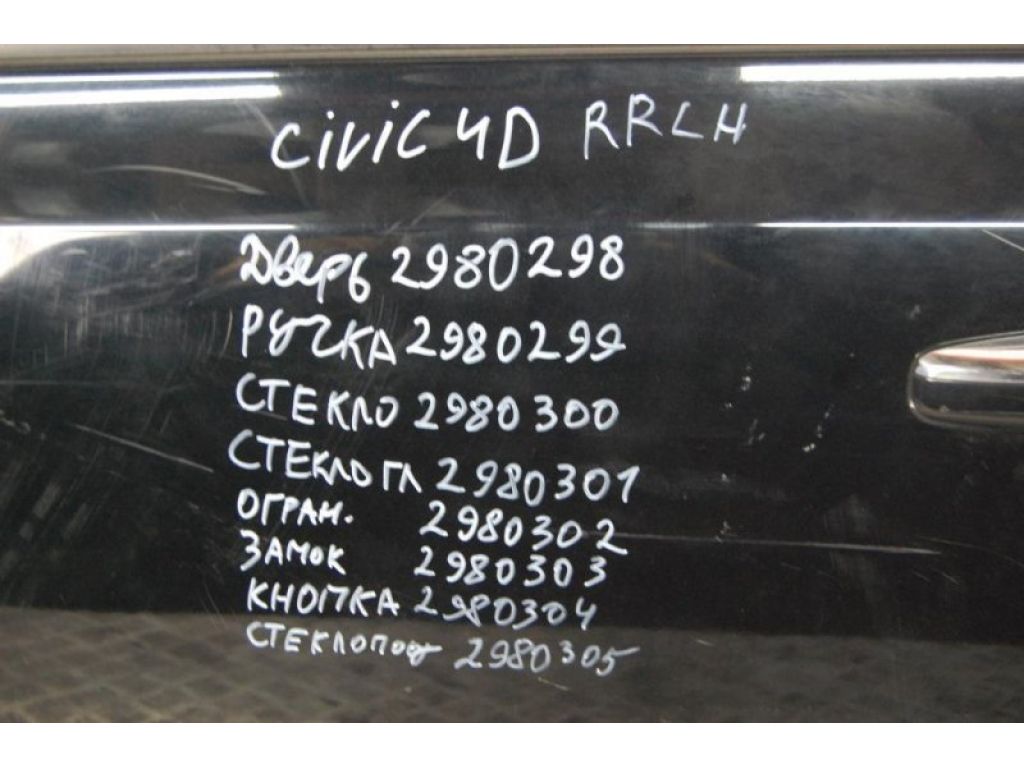 CIVIC 4D RRLH
Дверь 2980298
РУЧКА 2980299
СТЕКЛО 2980300
СТЕКЛО ГЛ 2980301
ОГРАН. 2980302
ЗАМОК 2980303
КНОПКА 2980304
СТЕКЛОПОД 2980305